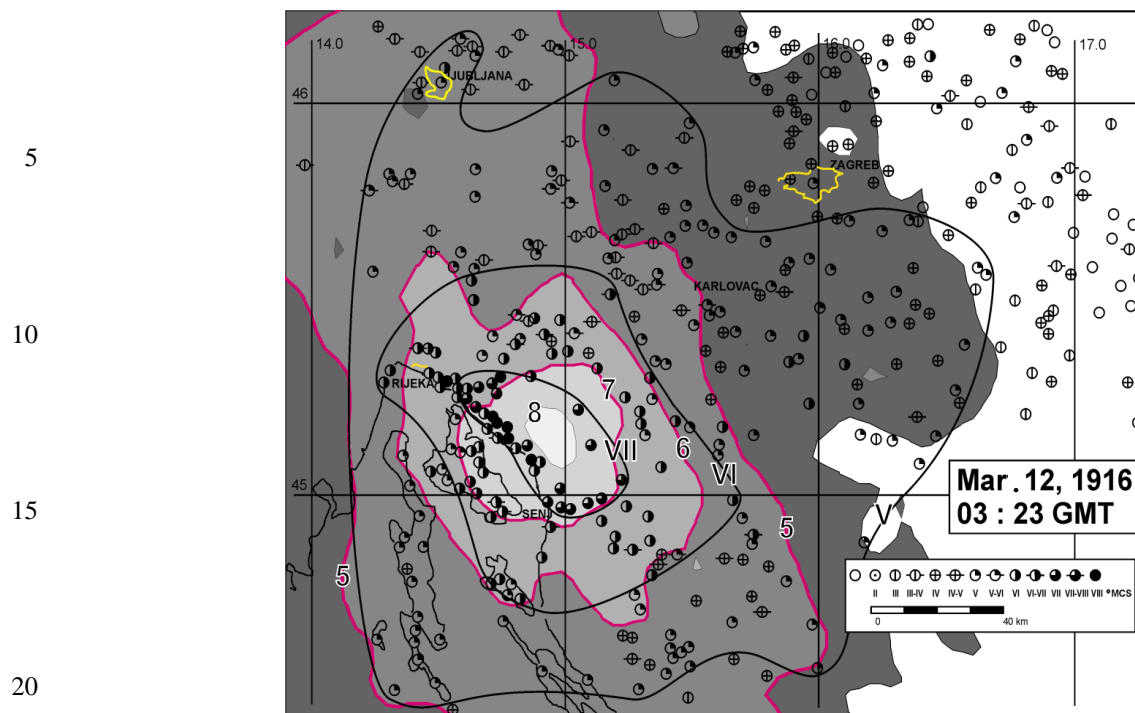 14.0 15.0 16.0 17.0
LJUBLJANA
46
5
ZAGREB
KARLOVAC
10
RIJEKA
7
8
VII
6
VI
45
15
SENJ
Mar. 12, 1916
03 : 23 GMT
V
5
5
II III III-IV IV IV-V V V-VI VI VI-VII VII VII-VIII VIII °MCS
0 40 km
20